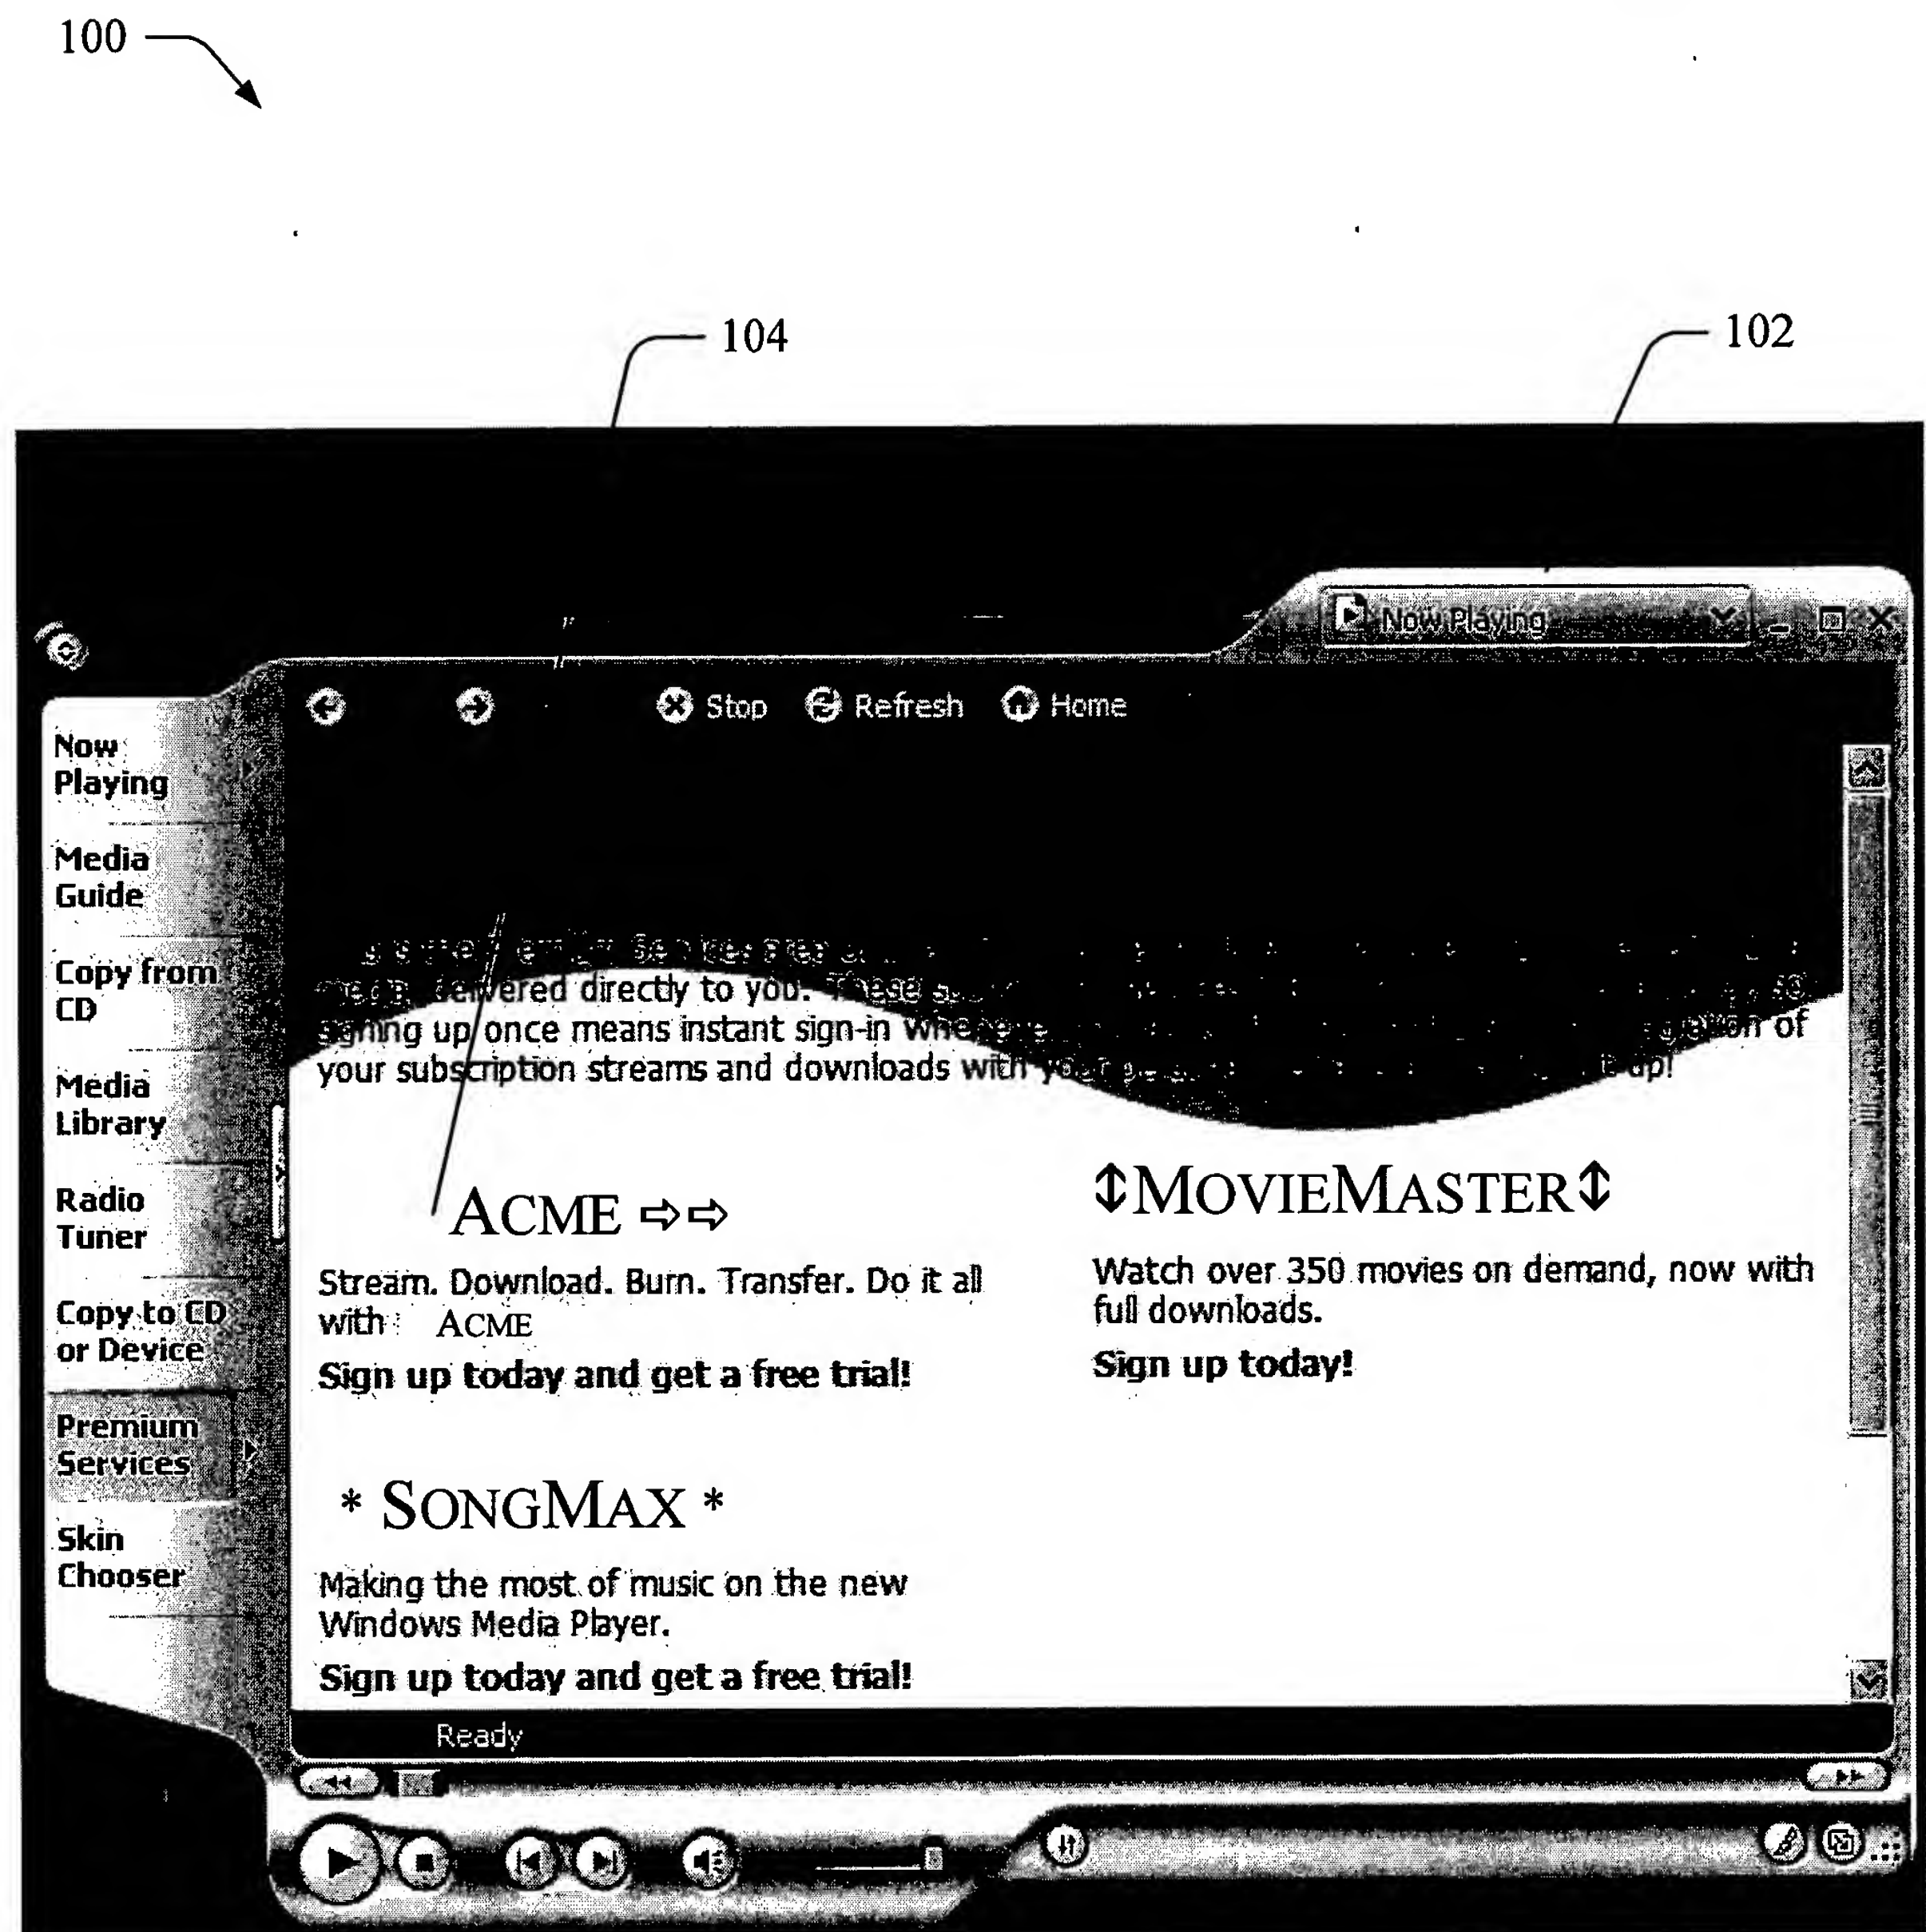 100
104
102
Now Playing
Stop Refresh Home
Now
Playing
Media
Guide
Copy from
CD
Media
Library
Radio
Tuner
Copy to CD
or Device
Premium
Services
Skin
Chooser
delivered directly to you. These
signing up once means instant sign-in of
your subscription streams and downloads with up!
ACME ⇨⇨
Stream. Download. Burn. Transfer. Do it all
with ACME
Sign up today and get a free trial!
⇕MOVIEMASTER⇕
Watch over 350 movies on demand, now with
full downloads.
Sign up today!
* SONGMAX *
Making the most of music on the new
Windows Media Player.
Sign up today and get a free trial!
Ready